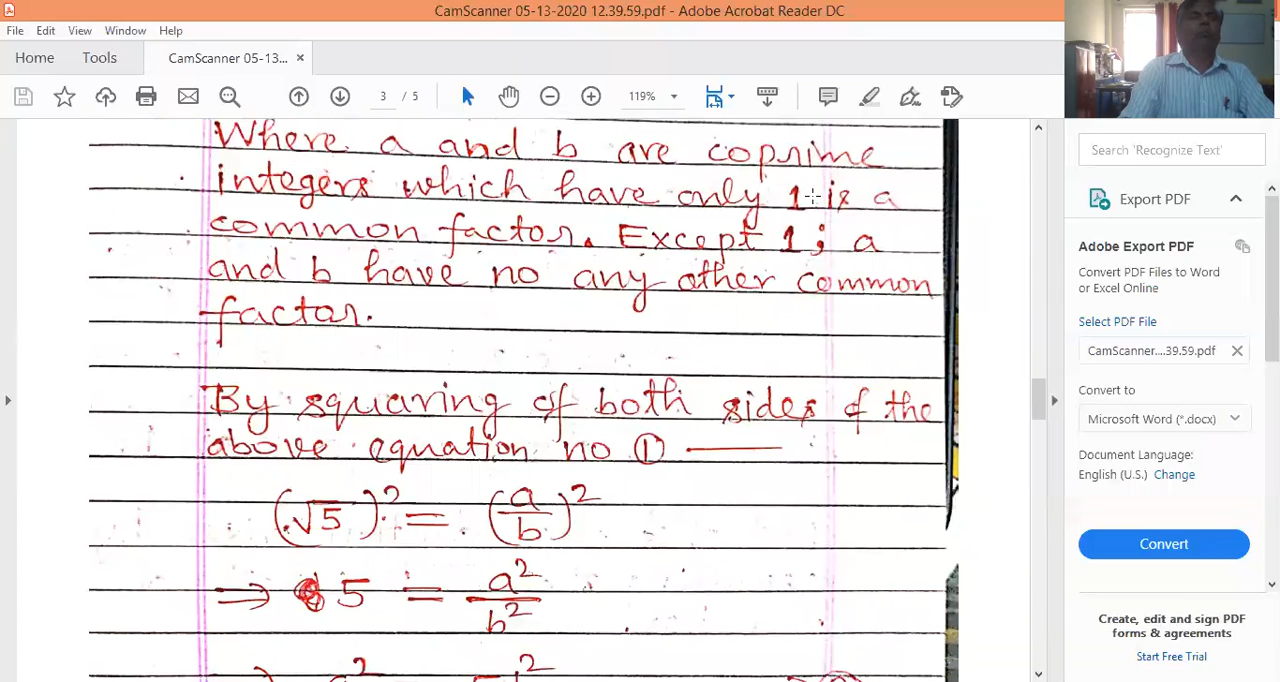 CamScanner 05-13-2020 12.39.59.pdf - Adobe Acrobat Reader DC
File Edit View Window Help
Home Tools CamScanner 05-13... ×
3 / 5 119%
Where a and b are coprime
integers which have only 1 is a
common factor. Except 1; a
and b have no any other common
factor.
By squaring of both sides of the
above equation no ①
(√5)² = (a/b)²
⇒ 5 = a²/b²
Search 'Recognize Text'
Export PDF
Adobe Export PDF
Convert PDF Files to Word
or Excel Online
Select PDF File
CamScanner....39.59.pdf ×
Convert to
Microsoft Word (*.docx)
Document Language:
English (U.S.) Change
Convert
Create, edit and sign PDF
forms & agreements
Start Free Trial